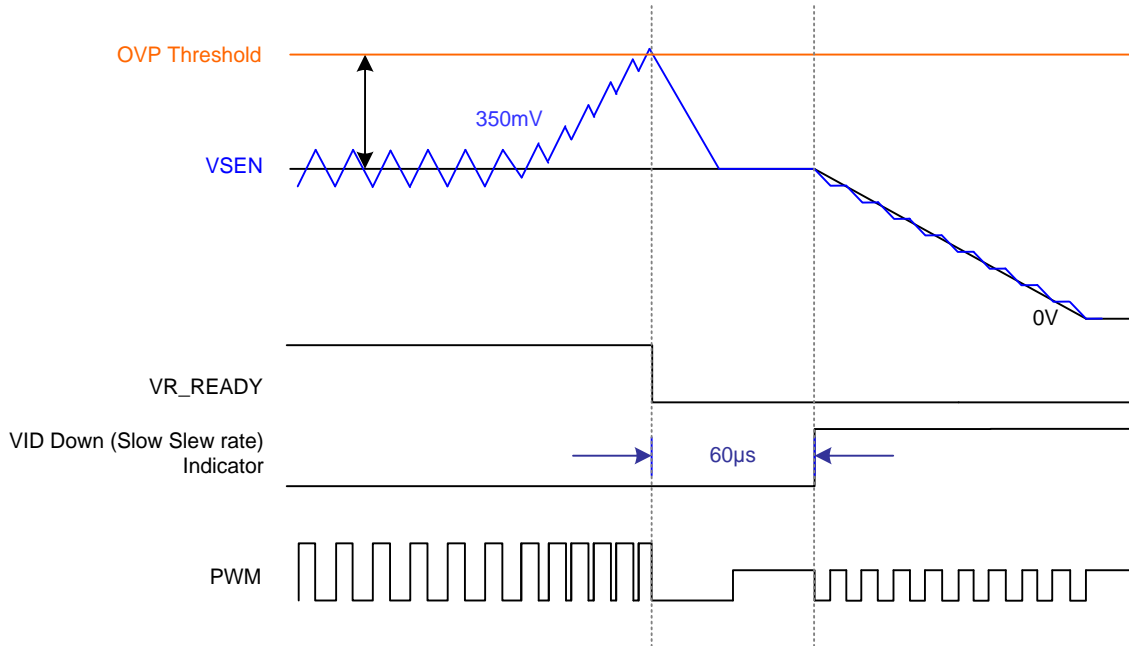 OVP Threshold
350mV
VSEN
0V
VR_READY
VID Down (Slow Slew rate)
Indicator
60µs
PWM